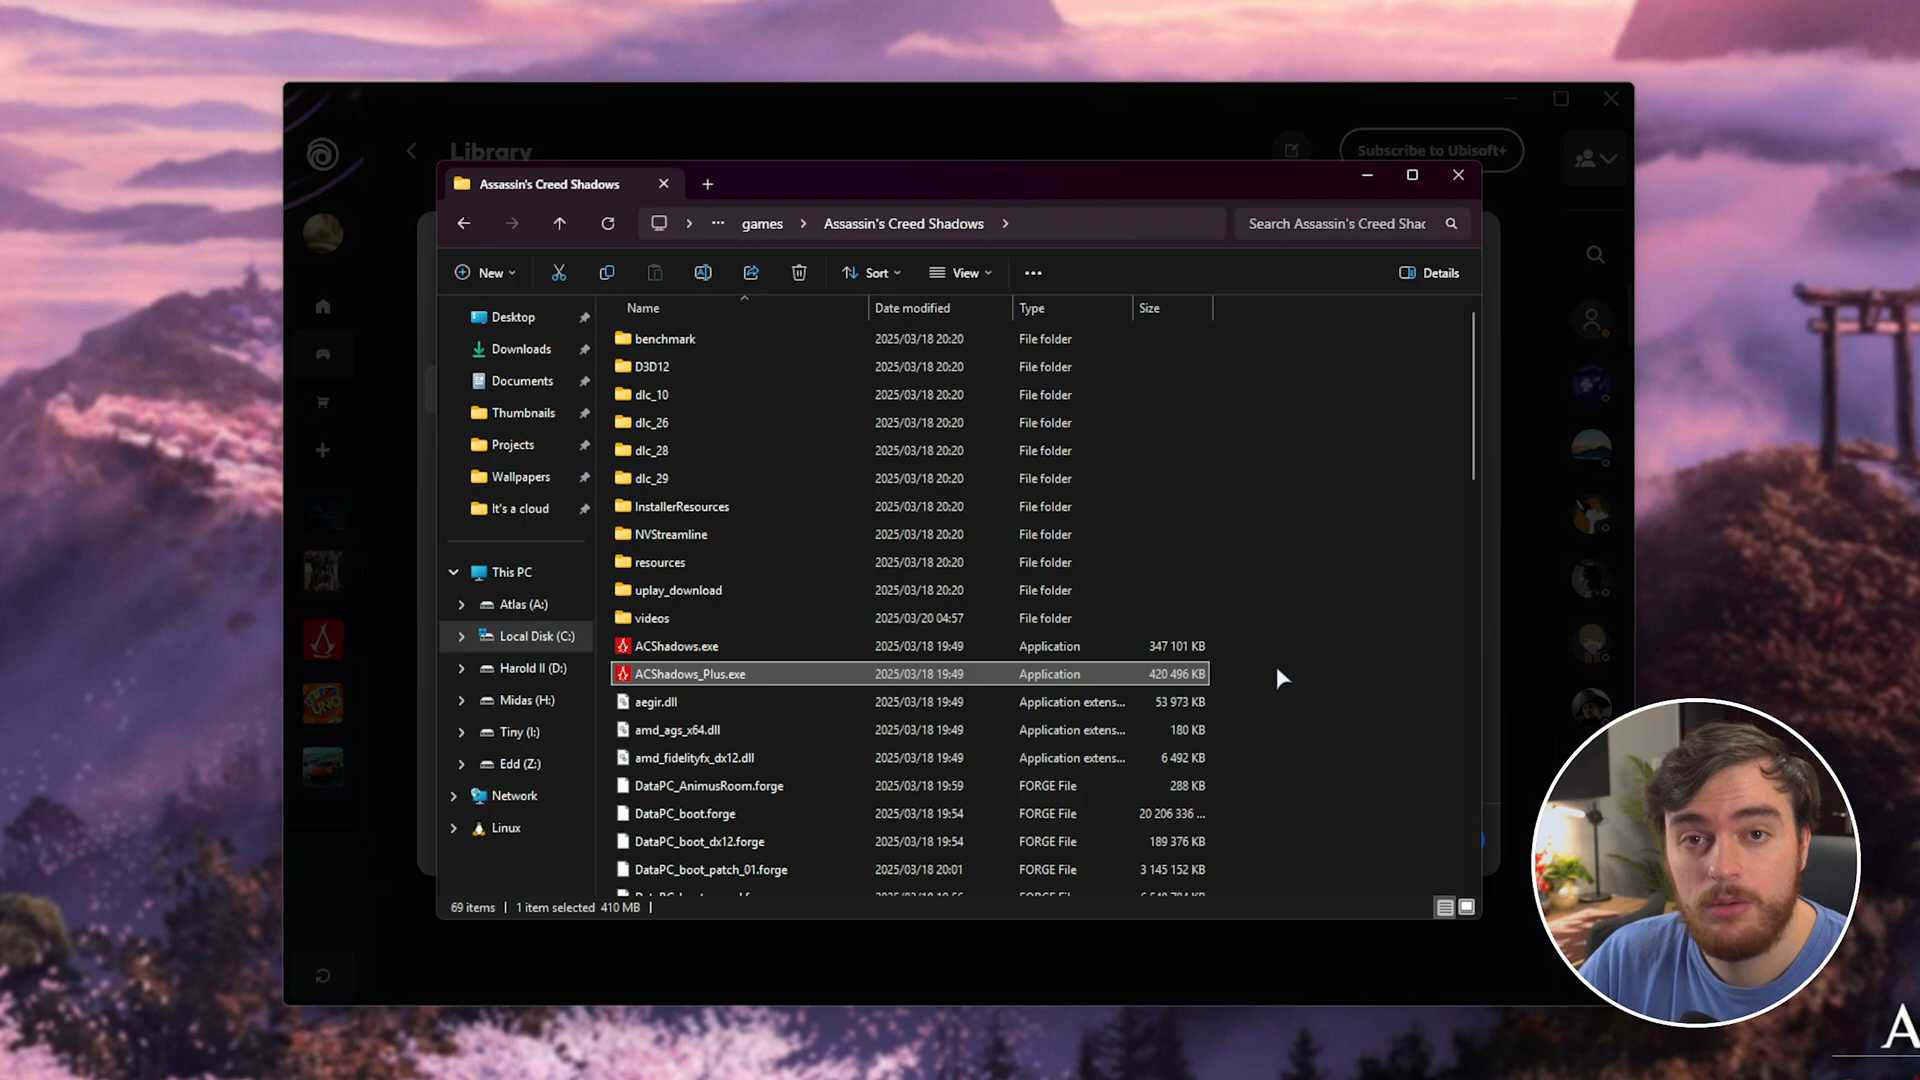 Library
Subscribe to Ubisoft+
Assassin's Creed Shadows
games
Assassin's Creed Shadows
Search Assassin's Creed Shac
New
Sort
View
Details
Desktop
Downloads
Documents
Thumbnails
Projects
Wallpapers
It's a cloud
This PC
Atlas (A:)
Local Disk (C:)
Harold II (D:)
Midas (H:)
Tiny (I:)
Edd (Z:)
Network
Linux
Name Date modified Type Size
benchmark 2025/03/18 20:20 File folder
D3D12 2025/03/18 20:20 File folder
dlc_10 2025/03/18 20:20 File folder
dlc_26 2025/03/18 20:20 File folder
dlc_28 2025/03/18 20:20 File folder
dlc_29 2025/03/18 20:20 File folder
InstallerResources 2025/03/18 20:20 File folder
NVStreamline 2025/03/18 20:20 File folder
resources 2025/03/18 20:20 File folder
uplay_download 2025/03/18 20:20 File folder
videos 2025/03/20 04:57 File folder
ACShadows.exe 2025/03/18 19:49 Application 347 101 KB
ACShadows_Plus.exe 2025/03/18 19:49 Application 420 496 KB
aegir.dll 2025/03/18 19:49 Application extens... 53 973 KB
amd_ags_x64.dll 2025/03/18 19:49 Application extens... 180 KB
amd_fidelityfx_dx12.dll 2025/03/18 19:49 Application extens... 6 492 KB
DataPC_AnimusRoom.forge 2025/03/18 19:59 FORGE File 288 KB
DataPC_boot.forge 2025/03/18 19:54 FORGE File 20 206 336 ...
DataPC_boot_dx12.forge 2025/03/18 19:54 FORGE File 189 376 KB
DataPC_boot_patch_01.forge 2025/03/18 20:01 FORGE File 3 145 152 KB
69 items 1 item selected 410 MB
UNO
A